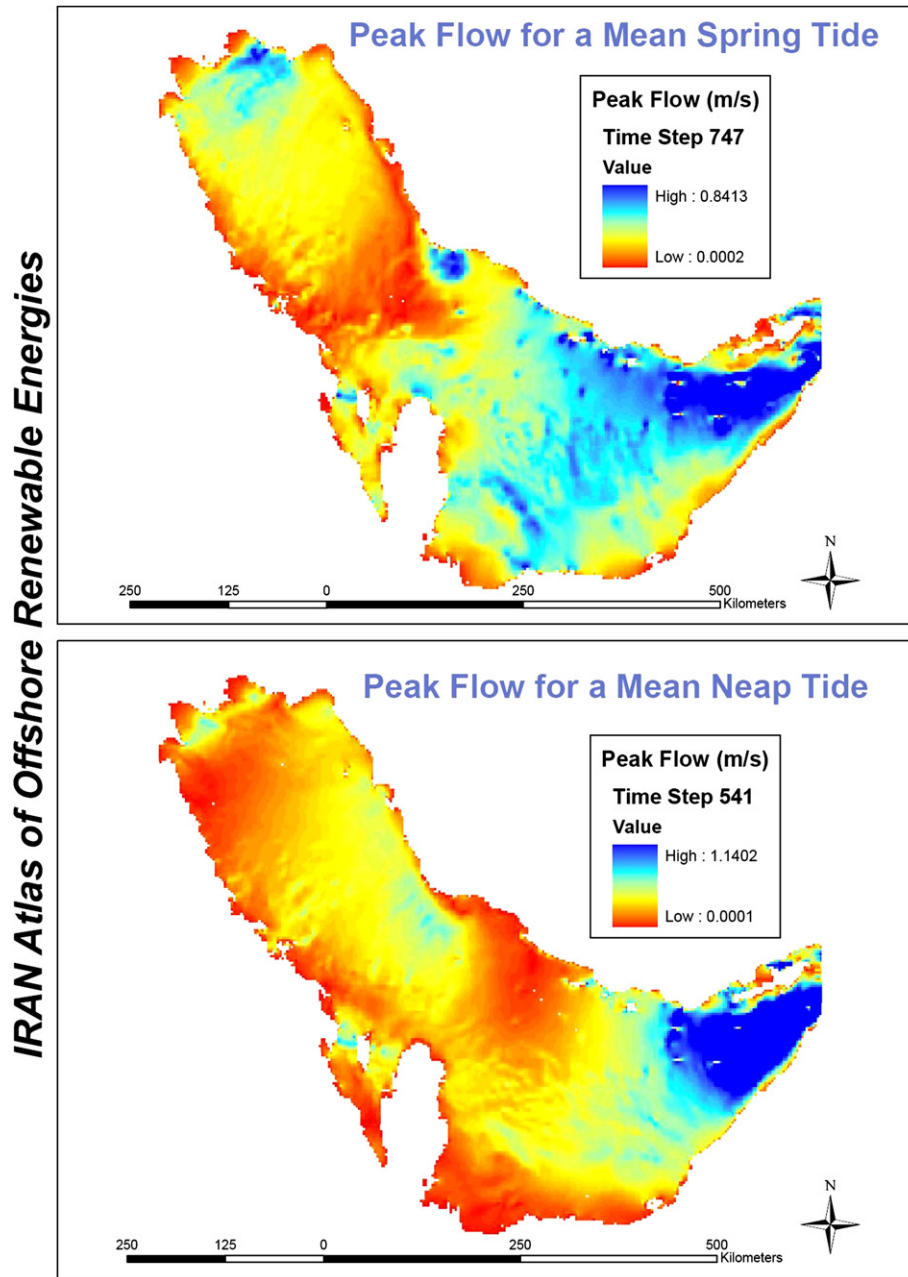 IRAN Atlas of Offshore Renewable Energies
Peak Flow for a Mean Spring Tide
Peak Flow (m/s)
Time Step 747
Value
High : 0.8413
Low : 0.0002
N
250 125 0 250 500
Kilometers
Peak Flow for a Mean Neap Tide
Peak Flow (m/s)
Time Step 541
Value
High : 1.1402
Low : 0.0001
N
250 125 0 250 500
Kilometers